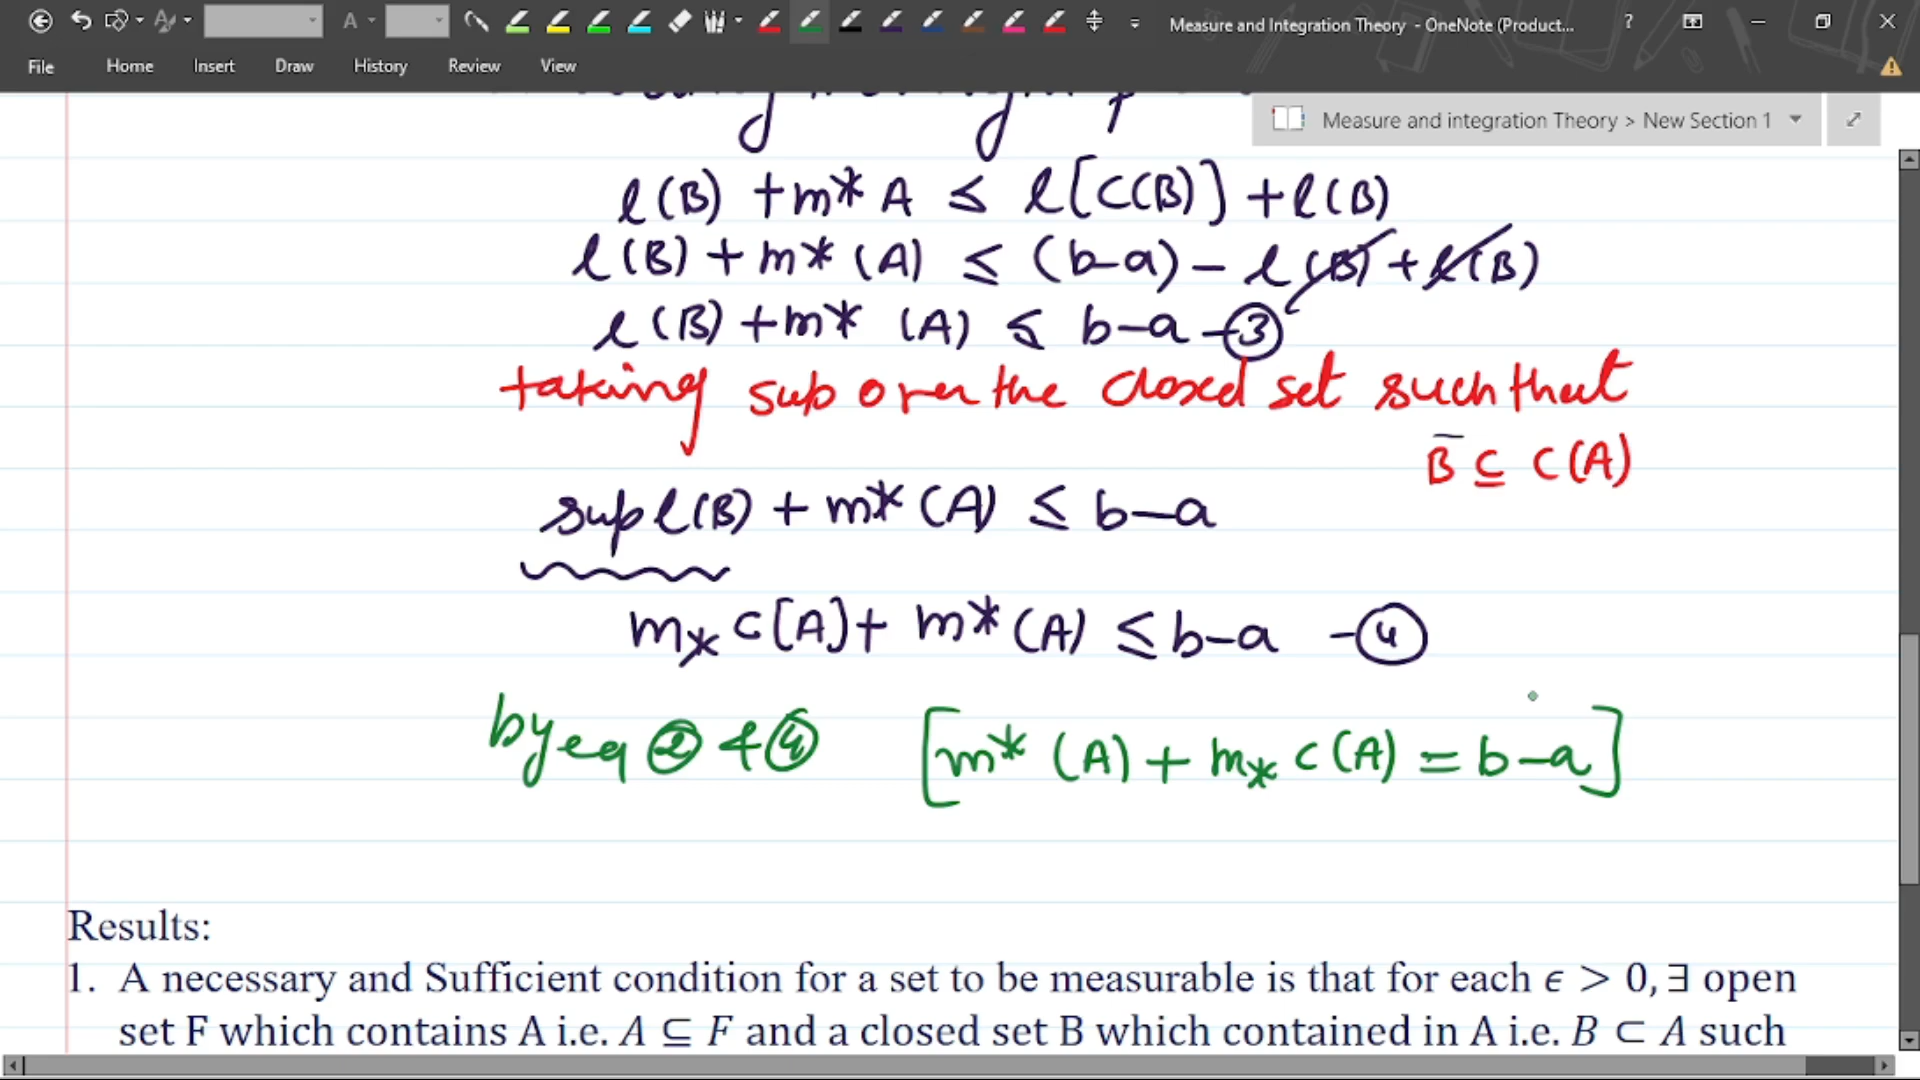 Measure and Integration Theory - OneNote (Product...
File Home Insert Draw History Review View
Measure and integration Theory > New Section 1
l(B) + m* A ≤ l[C(B)] + l(B)
l(B) + m* (A) ≤ (b-a) - l(B) + l(B)
l(B) + m* (A) ≤ b-a - ③
taking sup over the closed set such that
B ⊆ C(A)
sup l(B) + m* (A) ≤ b-a
m⁎ C[A] + m* (A) ≤ b-a - ④
by eq ② & ④ [m* (A) + m⁎ C(A) = b-a]
Results:
1. A necessary and Sufficient condition for a set to be measurable is that for each ϵ > 0, ∃ open
set F which contains A i.e. A ⊆ F and a closed set B which contained in A i.e. B ⊂ A such